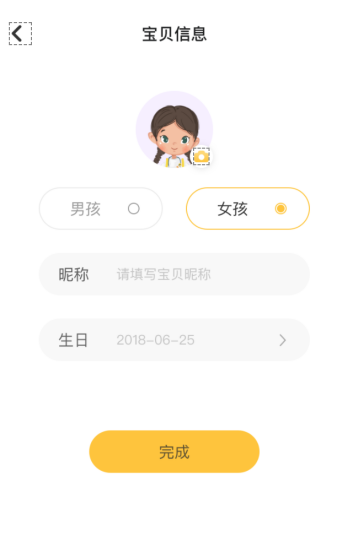 宝贝信息
男孩
女孩
昵称 请填写宝贝昵称
生日 2018-06-25
完成